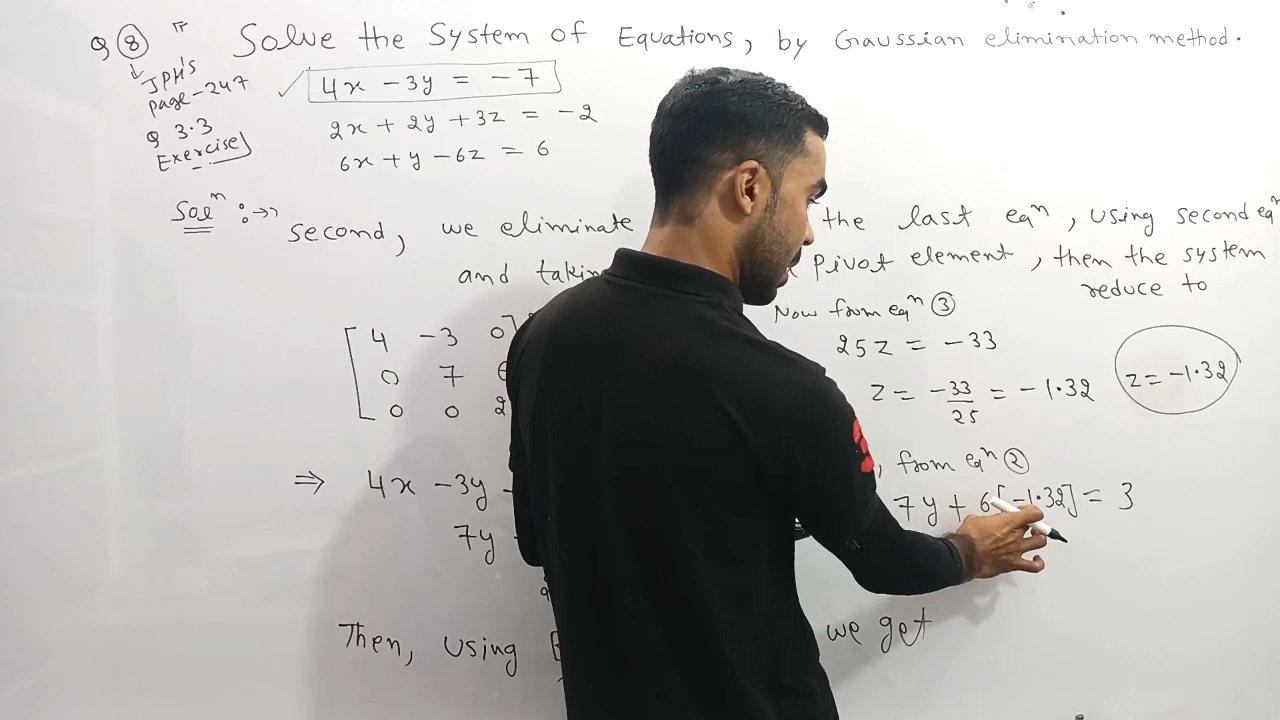 Q 8 Solve the System of Equations, by Gaussian elimination method.
JPH's
page-247
Q 3.3
Exercise
4x - 3y = -7
2x + 2y + 3z = -2
6x + y - 6z = 6
Solⁿ :→
second, we eliminate the last eqⁿ, using second eqⁿ
and pivot element, then the system
reduce to
Now from eqⁿ ③
4 -3 0
25z = -33
0 7
z = -33/25 = -1.32
z = -1.32
0 0 2
from eqⁿ ②
⇒ 4x - 3y
7y + 6[-1.32] = 3
7y
Then, using we get